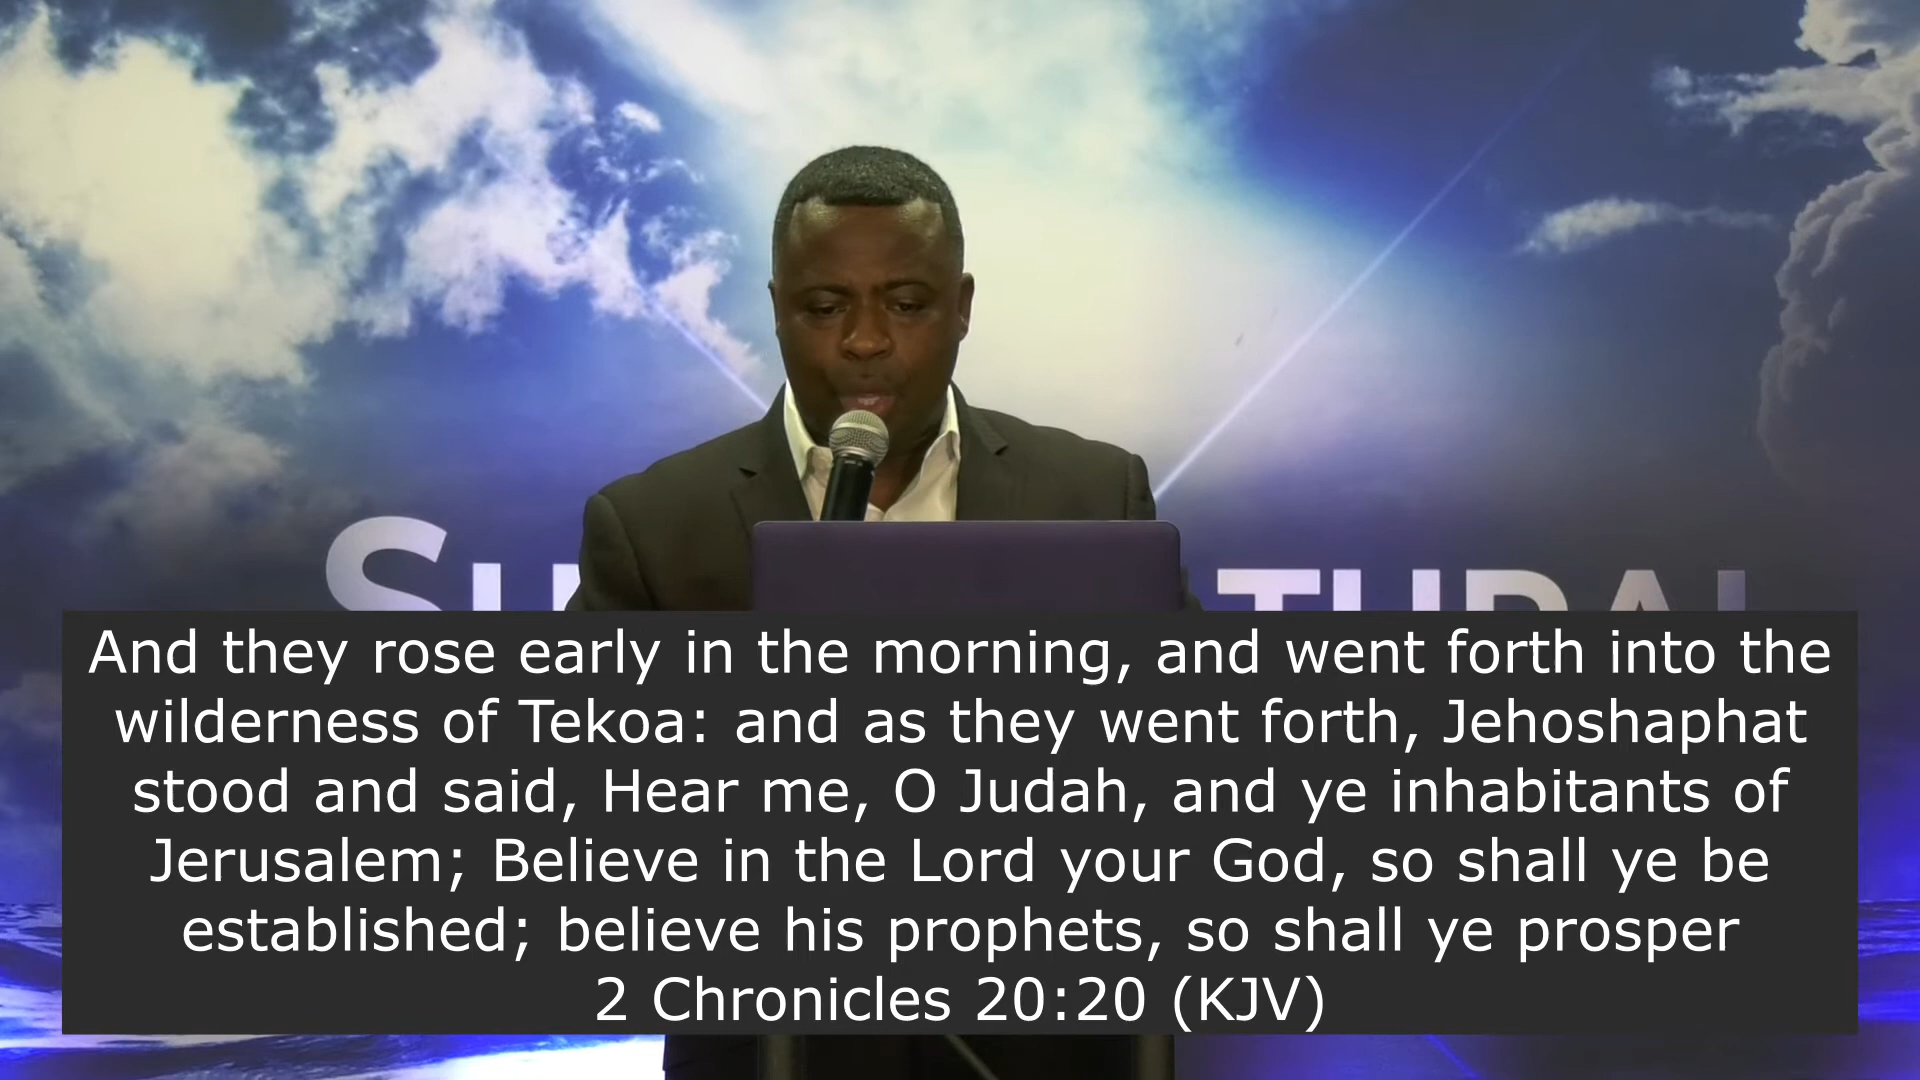 And they rose early in the morning, and went forth into the
wilderness of Tekoa: and as they went forth, Jehoshaphat
stood and said, Hear me, O Judah, and ye inhabitants of
Jerusalem; Believe in the Lord your God, so shall ye be
established; believe his prophets, so shall ye prosper
2 Chronicles 20:20 (KJV)